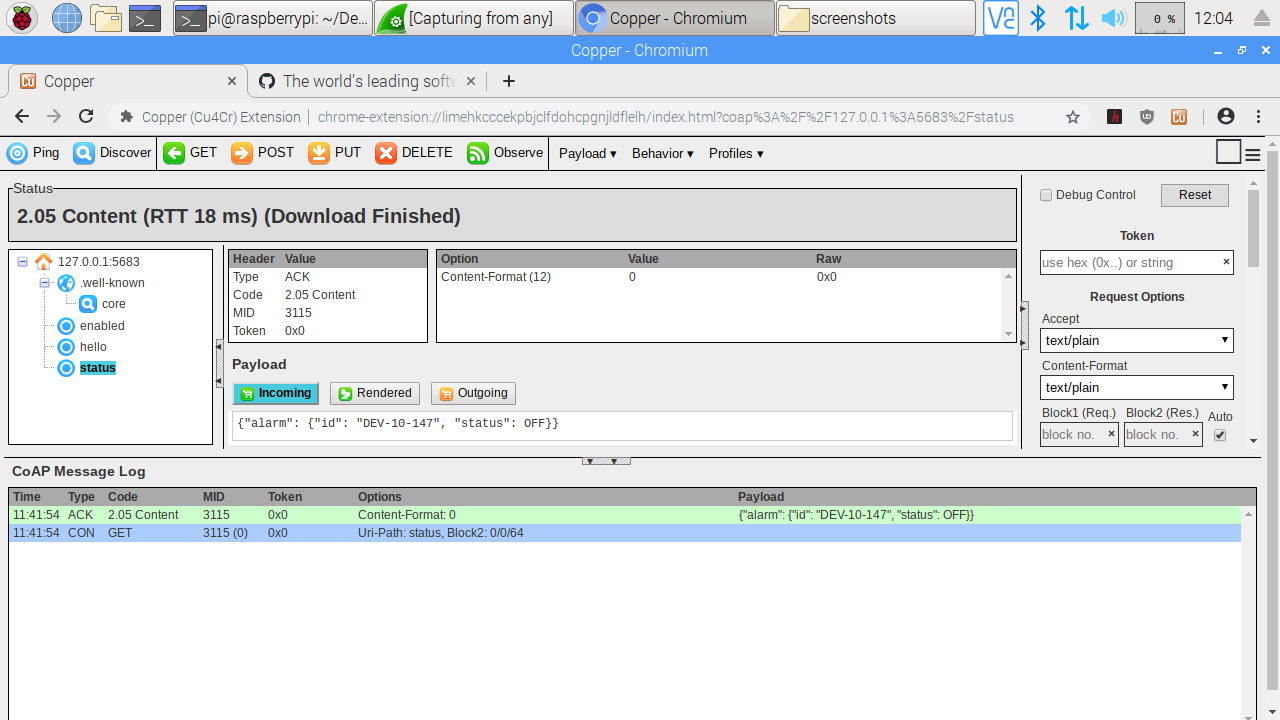 pi@raspberrypi: ~/De... [Capturing from any] Copper - Chromium screenshots 0 % 12:04
Copper - Chromium
Copper The world's leading softw
Copper (Cu4Cr) Extension chrome-extension://limehkcccekpbjclfdohcpgnjldflelh/index.html?coap%3A%2F%2F127.0.0.1%3A5683%2Fstatus
Ping Discover GET POST PUT DELETE Observe Payload ▾ Behavior ▾ Profiles ▾
Status
2.05 Content (RTT 18 ms) (Download Finished)
127.0.0.1:5683
.well-known
core
enabled
hello
status
Header Value
Type ACK
Code 2.05 Content
MID 3115
Token 0x0
Option Value Raw
Content-Format (12) 0 0x0
Payload
Incoming Rendered Outgoing
{"alarm": {"id": "DEV-10-147", "status": OFF}}
Debug Control Reset
Token
use hex (0x..) or string ×
Request Options
Accept
text/plain
Content-Format
text/plain
Block1 (Req.) Block2 (Res.) Auto
block no. × block no. ×
CoAP Message Log
Time Type Code MID Token Options Payload
11:41:54 ACK 2.05 Content 3115 0x0 Content-Format: 0 {"alarm": {"id": "DEV-10-147", "status": OFF}}
11:41:54 CON GET 3115 (0) 0x0 Uri-Path: status, Block2: 0/0/64